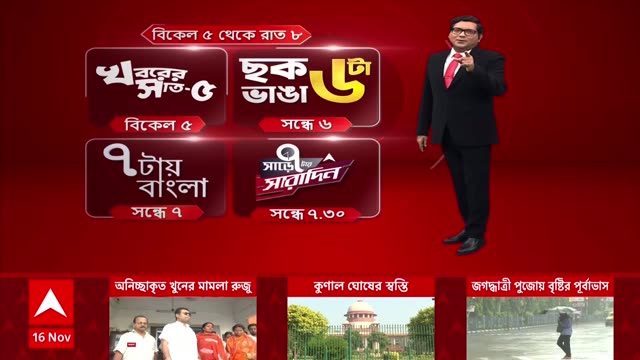 বিকেল ৫ থেকে রাত ৮
খবরের
সাত-৫
বিকেল ৫
ছক
ভাঙা ৬টা
সন্ধে ৬
৭টায়
বাংলা
সন্ধে ৭
সাড়ে ৭টায়
সারাদিন
সন্ধে ৭.৩০
অনিচ্ছাকৃত খুনের মামলা রুজু
কুণাল ঘোষের স্বস্তি
জগদ্ধাত্রী পুজোয় বৃষ্টির পূর্বাভাস
16 Nov